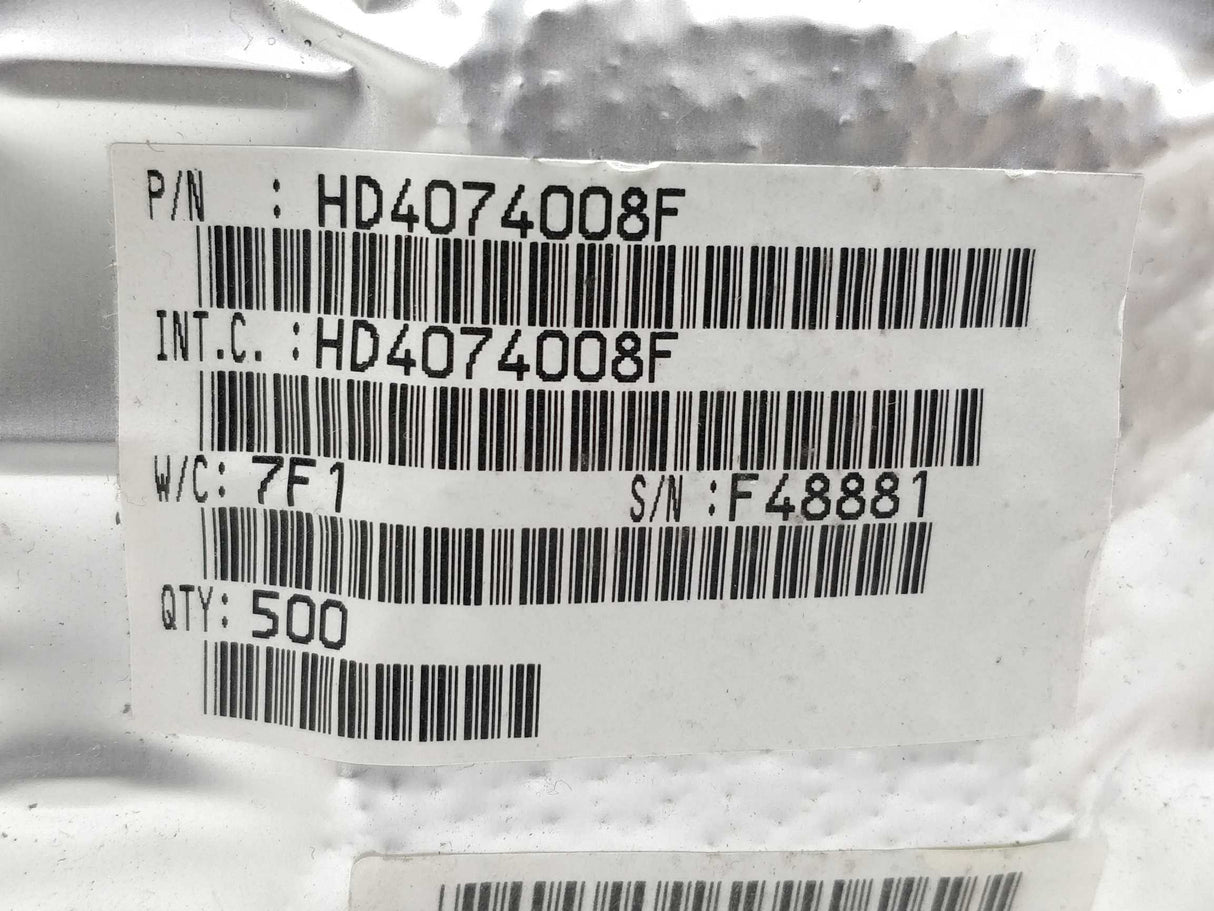 P/N : HD4074008F
INT.C. :HD4074008F
W/C: 7F1 S/N :F48881
QTY: 500